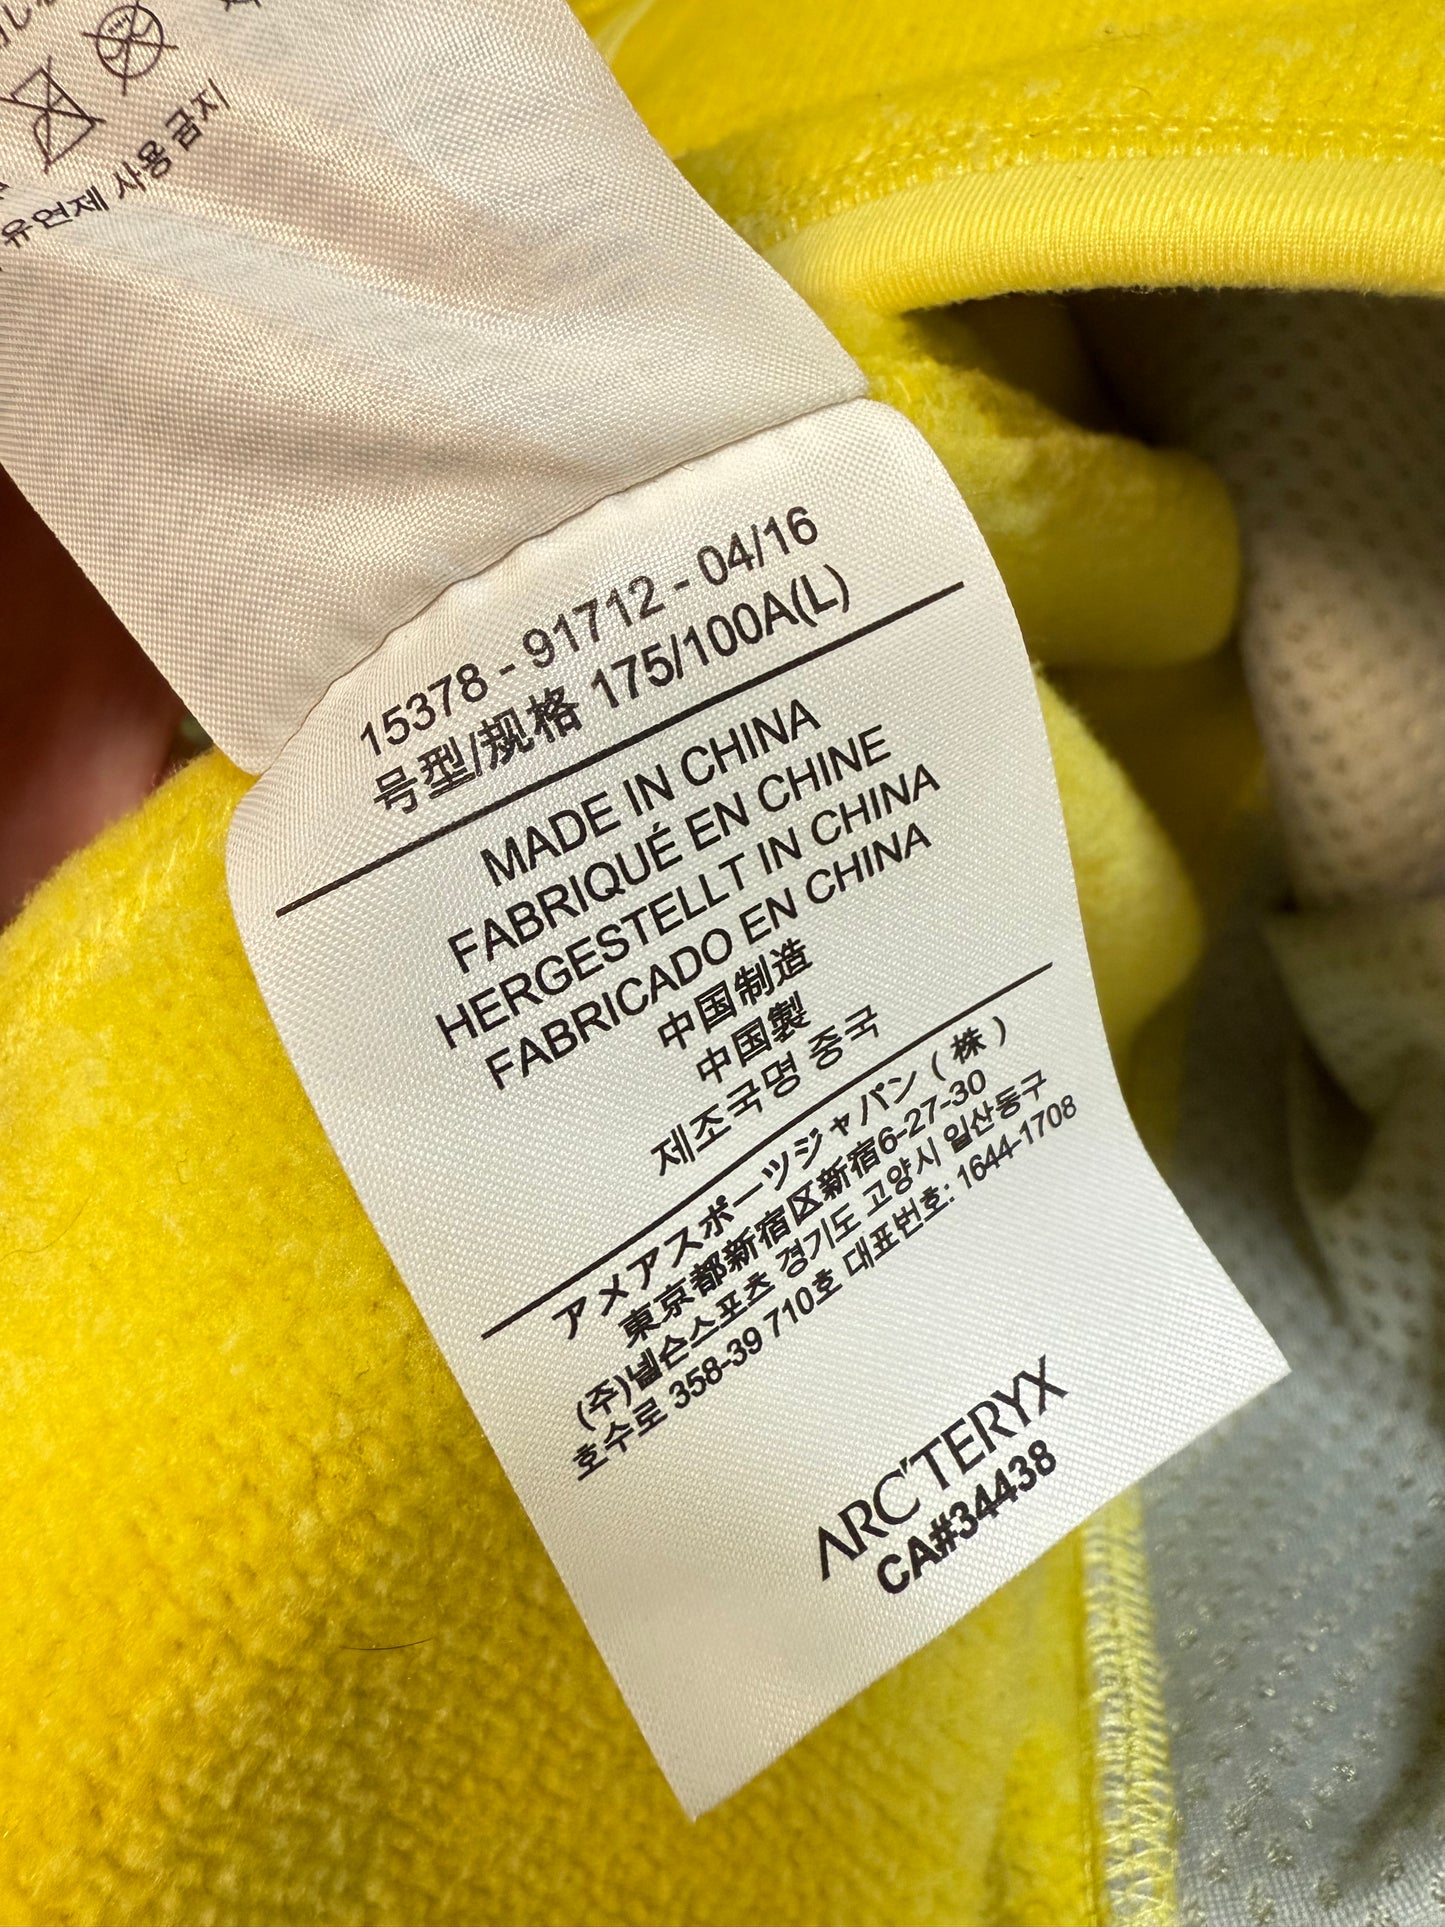 유연제 사용 금지
15378 - 91712 - 04/16
号型/规格 175/100A(L)
MADE IN CHINA
FABRIQUÉ EN CHINE
HERGESTELLT IN CHINA
FABRICADO EN CHINA
中国制造
中国製
제조국명 중국
アメアスポーツジャパン(株)
東京都新宿区新宿6-27-30
(주)넬슨스포츠 경기도 고양시 일산동구
호수로 358-39 710호 대표번호: 1644-1708
ARC'TERYX
CA#34438